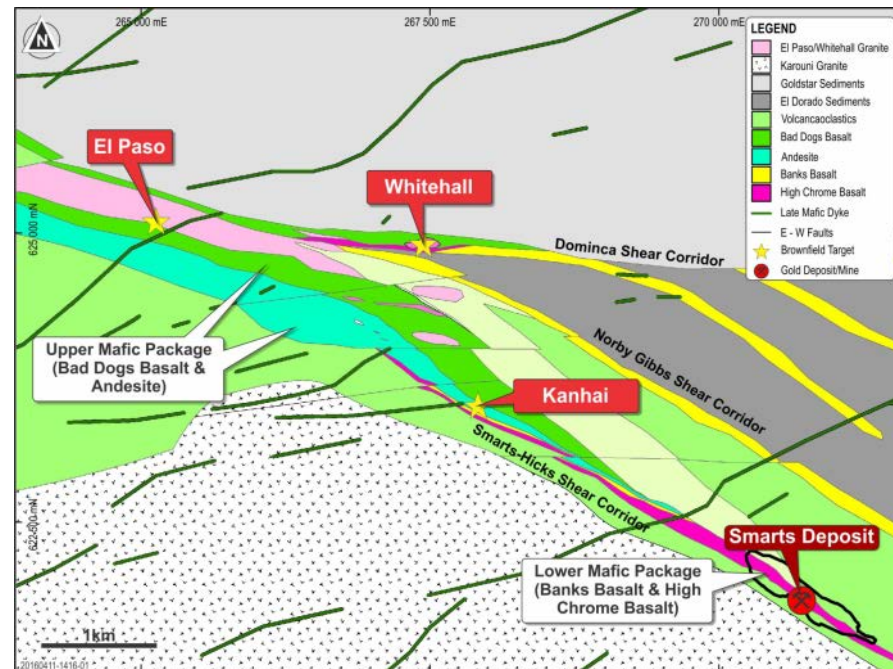 265 000 mE
267 500 mE
270 000 mE
N
LEGEND
El Paso/Whitehall Granite
Karouni Granite
Goldstar Sediments
El Dorado Sediments
Volcancaoclastics
Bad Dogs Basalt
Andesite
Banks Basalt
High Chrome Basalt
Late Mafic Dyke
E - W Faults
Brownfield Target
Gold Deposit/Mine
El Paso
Whitehall
625 000 mN
Dominca Shear Corridor
Upper Mafic Package
(Bad Dogs Basalt &
Andesite)
Norby Gibbs Shear Corridor
Kanhai
Smarts-Hicks Shear Corridor
622 500 mN
Smarts Deposit
Lower Mafic Package
(Banks Basalt & High
Chrome Basalt)
1km
20160411-1416-01